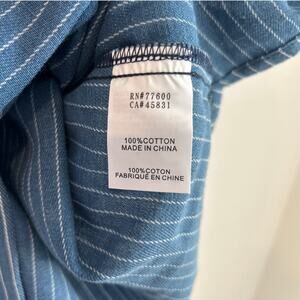 RN#77600
CA#45831
100%COTTON
MADE IN CHINA
100%COTON
FABRIQUÉ EN CHINE